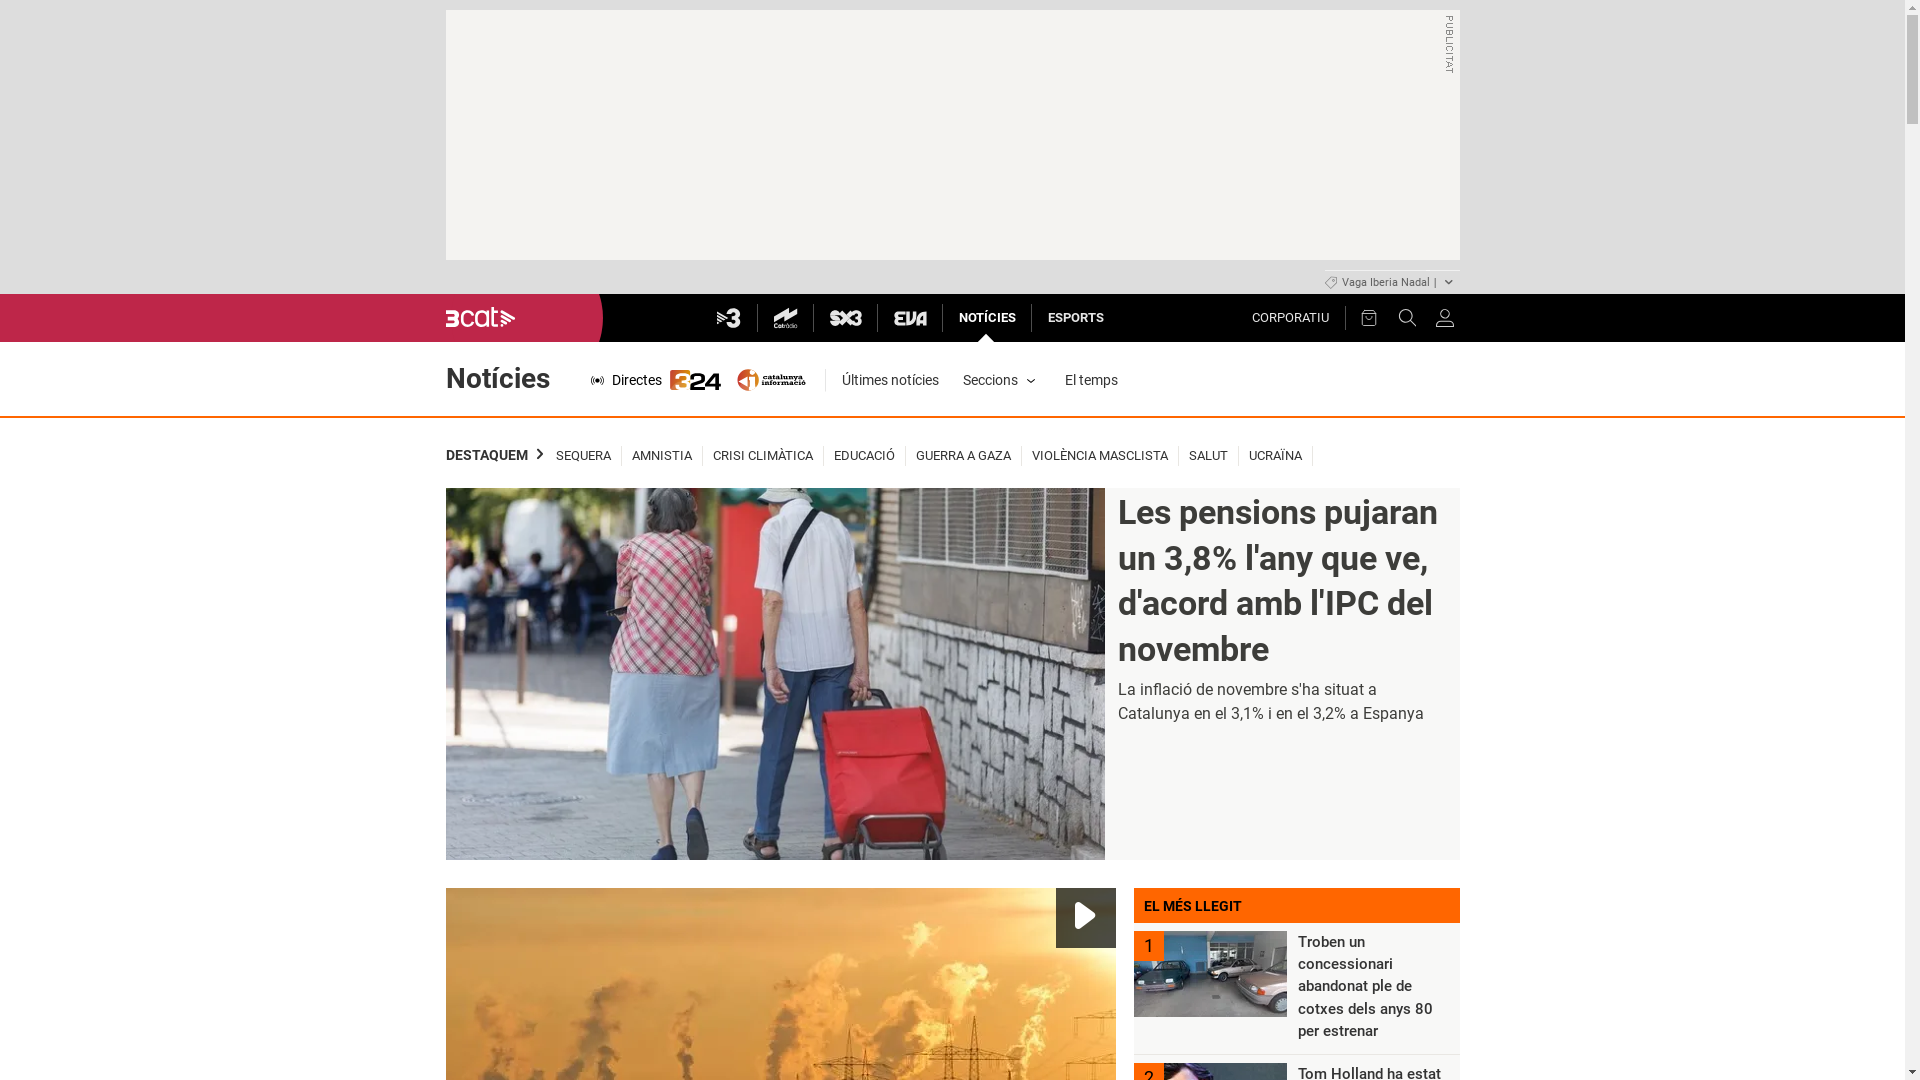 PUBLICITAT
Vaga Iberia Nadal |
3cat
3
Catràdio
SX3
EVA
NOTÍCIES
ESPORTS
CORPORATIU
Notícies
Directes
324
catalunya
informació
Últimes notícies
Seccions
El temps
DESTAQUEM
SEQUERA
AMNISTIA
CRISI CLIMÀTICA
EDUCACIÓ
GUERRA A GAZA
VIOLÈNCIA MASCLISTA
SALUT
UCRAÏNA
Les pensions pujaran
un 3,8% l'any que ve,
d'acord amb l'IPC del
novembre
La inflació de novembre s'ha situat a
Catalunya en el 3,1% i en el 3,2% a Espanya
EL MÉS LLEGIT
1
Troben un
concessionari
abandonat ple de
cotxes dels anys 80
per estrenar
2
Tom Holland ha estat